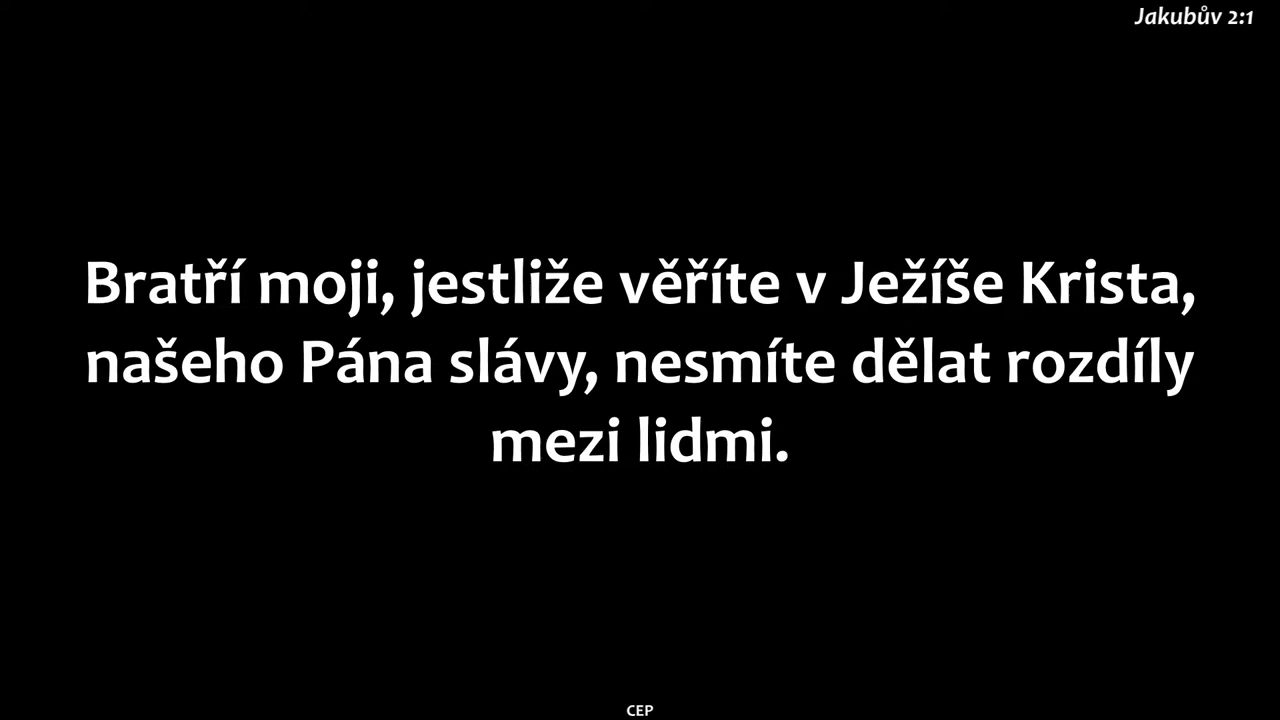 Jakubův 2:1
Bratří moji, jestliže věříte v Ježíše Krista,
našeho Pána slávy, nesmíte dělat rozdíly
mezi lidmi.
CEP